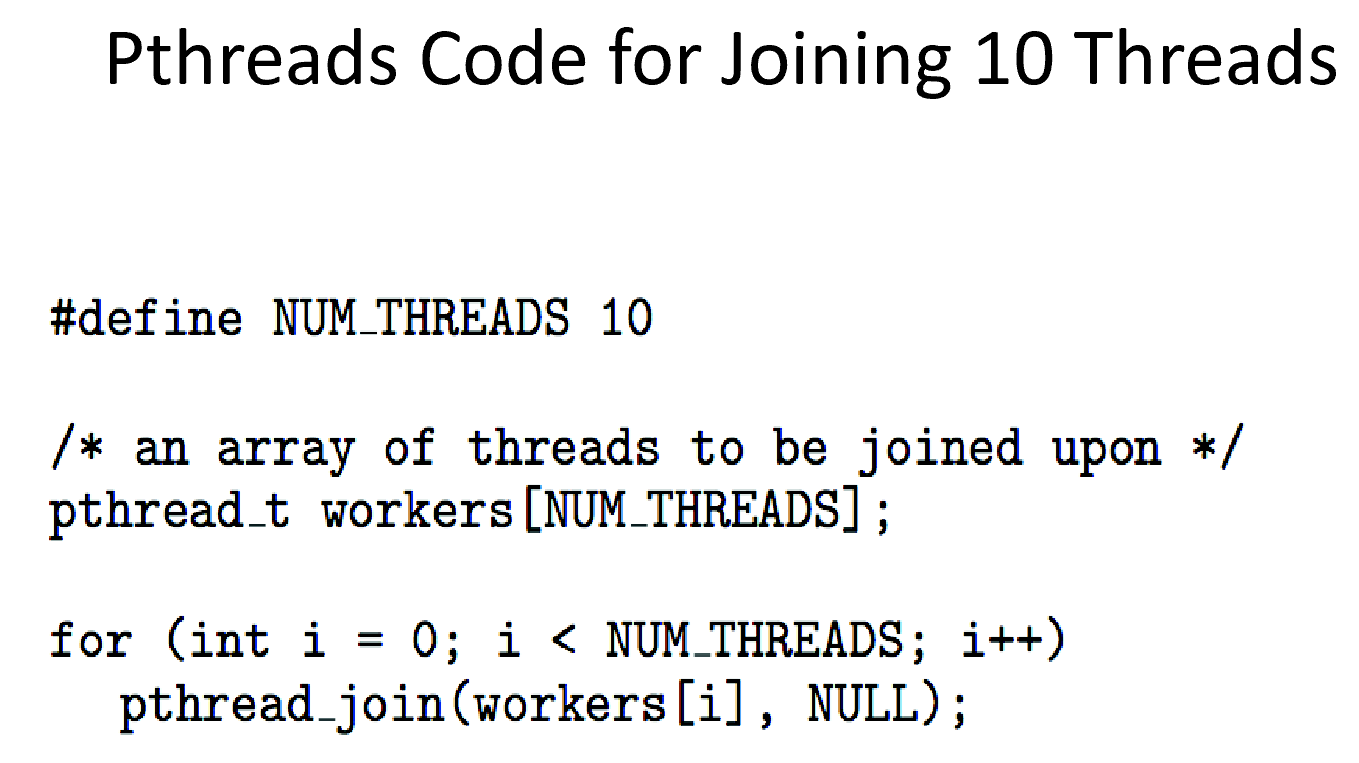 Pthreads Code for Joining 10 Threads
#define NUM_THREADS 10
/* an array of threads to be joined upon */
pthread_t workers[NUM_THREADS];
for (int i = 0; i < NUM_THREADS; i++)
pthread_join(workers[i], NULL);